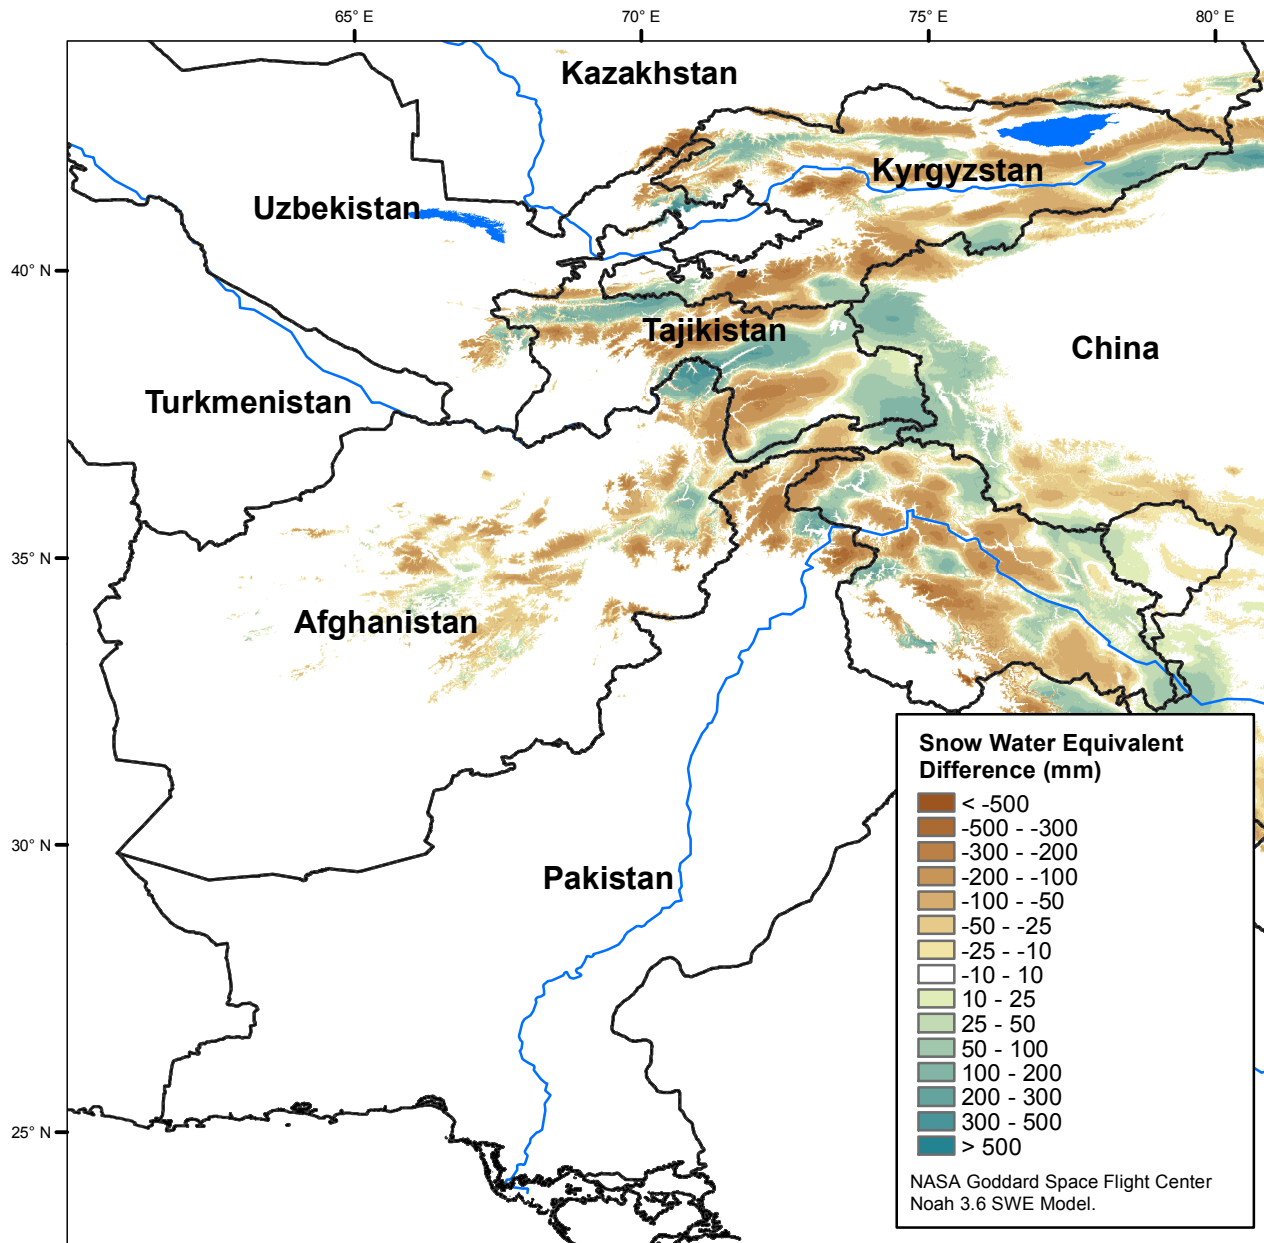 65° E
70° E
75° E
80° E
Kazakhstan
Kyrgyzstan
Uzbekistan
40° N
Tajikistan
China
Turkmenistan
35° N
Afghanistan
Snow Water Equivalent
Difference (mm)
< -500
-500 - -300
-300 - -200
-200 - -100
-100 - -50
-50 - -25
-25 - -10
-10 - 10
10 - 25
25 - 50
50 - 100
100 - 200
200 - 300
300 - 500
> 500
NASA Goddard Space Flight Center
Noah 3.6 SWE Model.
30° N
Pakistan
25° N